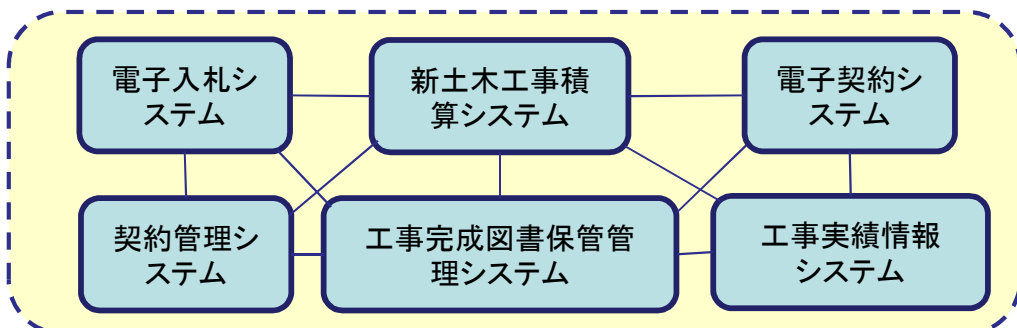 電子入札シ
ステム
新土木工事積
算システム
電子契約シ
ステム
契約管理シ
ステム
工事完成図書保管管
理システム
工事実績情報
システム